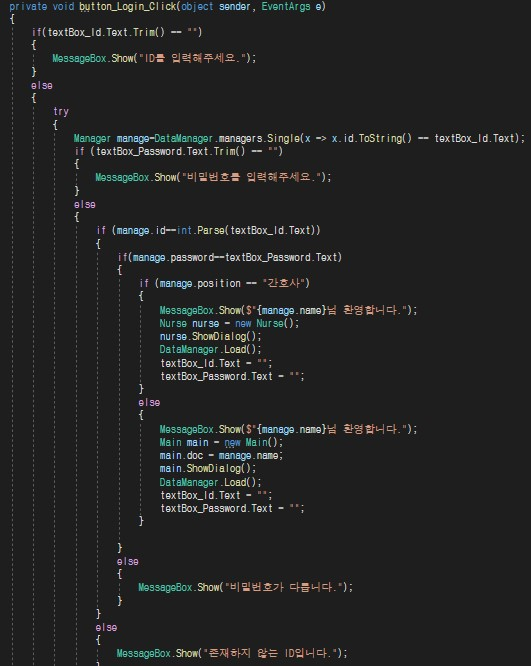 private void button_Login_Click(object sender, EventArgs e)
{
if(textBox_Id.Text.Trim() == "")
{
MessageBox.Show("ID를 입력해주세요.");
}
else
{
try
{
Manager manage=DataManager.managers.Single(x => x.id.ToString() == textBox_Id.Text);
if (textBox_Password.Text.Trim() == "")
{
MessageBox.Show("비밀번호를 입력해주세요.");
}
else
{
if (manage.id==int.Parse(textBox_Id.Text))
{
if(manage.password==textBox_Password.Text)
{
if (manage.position == "간호사")
{
MessageBox.Show($"{manage.name}님 환영합니다.");
Nurse nurse = new Nurse();
nurse.ShowDialog();
DataManager.Load();
textBox_Id.Text = "";
textBox_Password.Text = "";
}
else
{
MessageBox.Show($"{manage.name}님 환영합니다.");
Main main = new Main();
main.doc = manage.name;
main.ShowDialog();
DataManager.Load();
textBox_Id.Text = "";
textBox_Password.Text = "";
}
}
else
{
MessageBox.Show("비밀번호가 다릅니다.");
}
}
else
{
MessageBox.Show("존재하지 않는 ID입니다.");
}